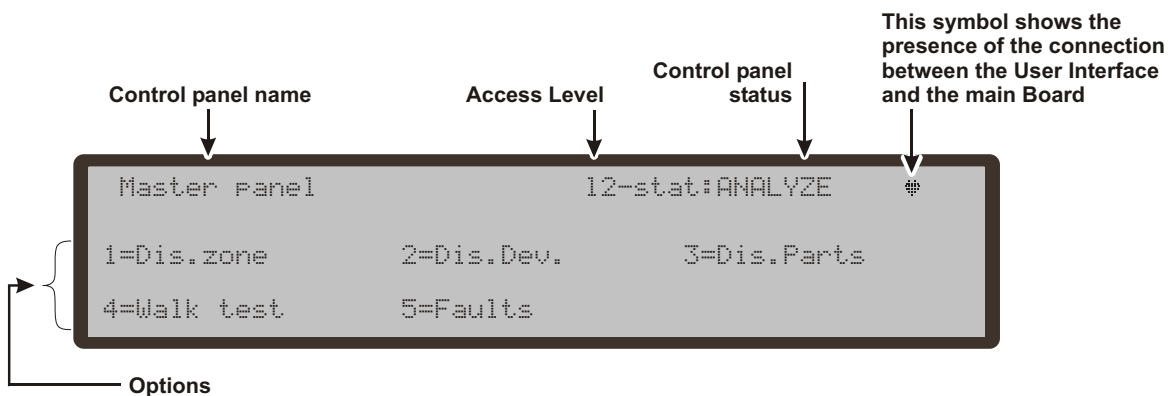 This symbol shows the
presence of the connection
between the User Interface
and the main Board
Control panel
status
Control panel name
Access Level
Master panel l2-stat:ANALYZE
1=Dis.zone 2=Dis.Dev. 3=Dis.Parts
4=Walk test 5=Faults
Options